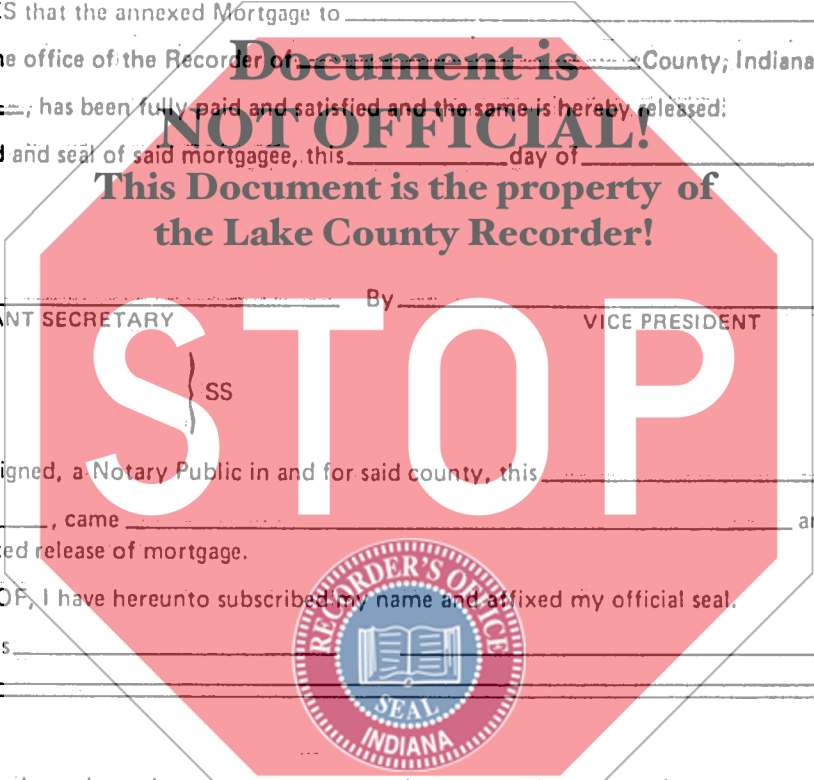 S that the annexed Mortgage to
e office of the Recorder of County, Indiana
, has been fully paid and satisfied and the same is hereby released.
Document is
NOT OFFICIAL!
This Document is the property of
the Lake County Recorder!
and seal of said mortgagee, this day of
By
NT SECRETARY VICE PRESIDENT
SS
STOP
igned, a Notary Public in and for said county, this
, came
ed release of mortgage.
OF, I have hereunto subscribed my name and affixed my official seal.
s
RECORDER'S OFFICE
SEAL
INDIANA